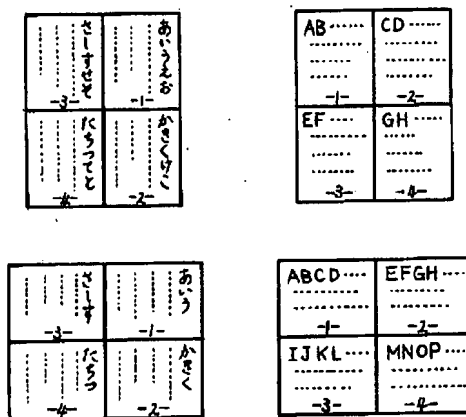 あいうえお
-1-
かきくけこ
-2-
さしすせそ
-3-
たちつてと
-4-
AB
-1-
CD
-2-
EF
-3-
GH
-4-
あいう
-1-
かきく
-2-
さしす
-3-
たちつ
-4-
ABCD
-1-
EFGH
-2-
IJKL
-3-
MNOP
-4-